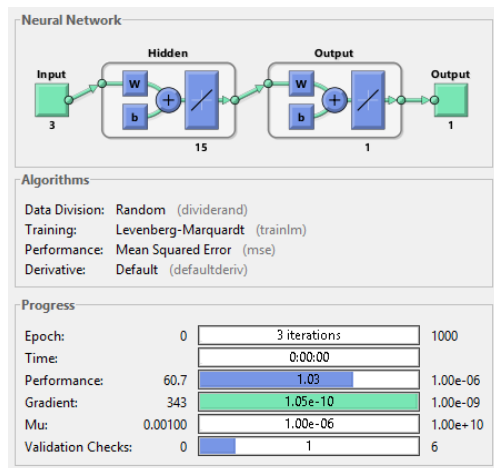 Neural Network
Hidden Output
Input Output
W W
+ +
b b
3 1
15 1
Algorithms
Data Division: Random (dividerand)
Training: Levenberg-Marquardt (trainlm)
Performance: Mean Squared Error (mse)
Derivative: Default (defaultderiv)
Progress
Epoch: 0 3 iterations 1000
Time: 0:00:00
Performance: 60.7 1.03 1.00e-06
Gradient: 343 1.05e-10 1.00e-09
Mu: 0.00100 1.00e-06 1.00e+10
Validation Checks: 0 1 6